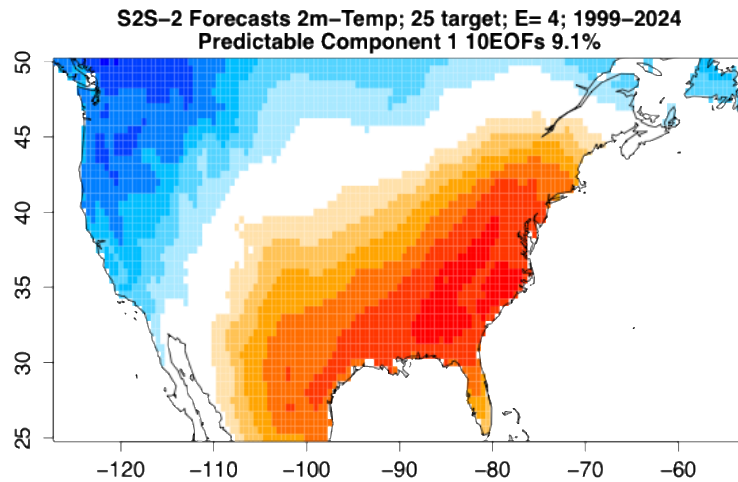 S2S−2 Forecasts 2m−Temp; 25 target; E= 4; 1999−2024
Predictable Component 1 10EOFs 9.1%
50
45
40
35
30
25
−120 −110 −100 −90 −80 −70 −60